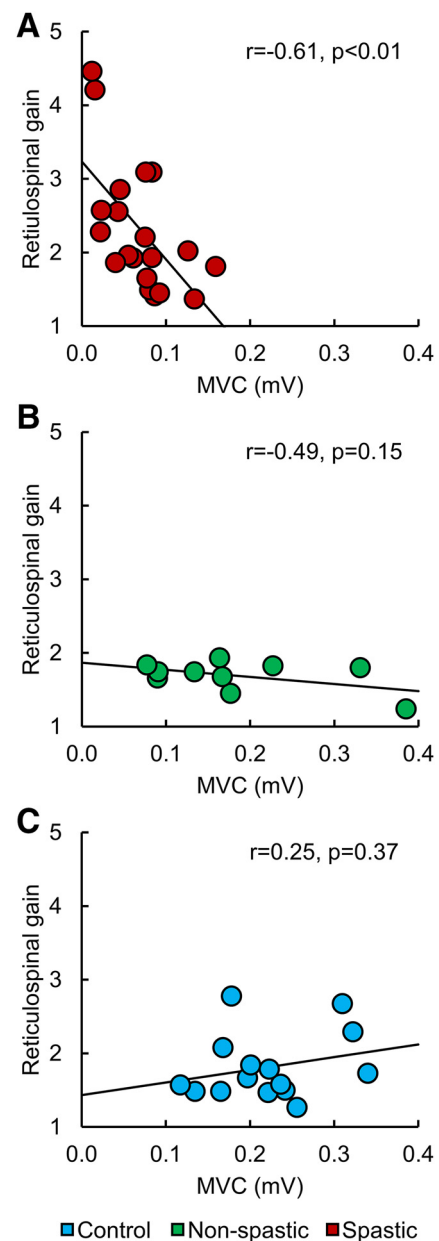 A
r=-0.61, p<0.01
Retiulospinal gain
5
4
3
2
1
0.0 0.1 0.2 0.3 0.4
MVC (mV)
B
r=-0.49, p=0.15
Reticulospinal gain
5
4
3
2
1
0.0 0.1 0.2 0.3 0.4
MVC (mV)
C
r=0.25, p=0.37
Reticulospinal gain
5
4
3
2
1
0.0 0.1 0.2 0.3 0.4
MVC (mV)
Control Non-spastic Spastic